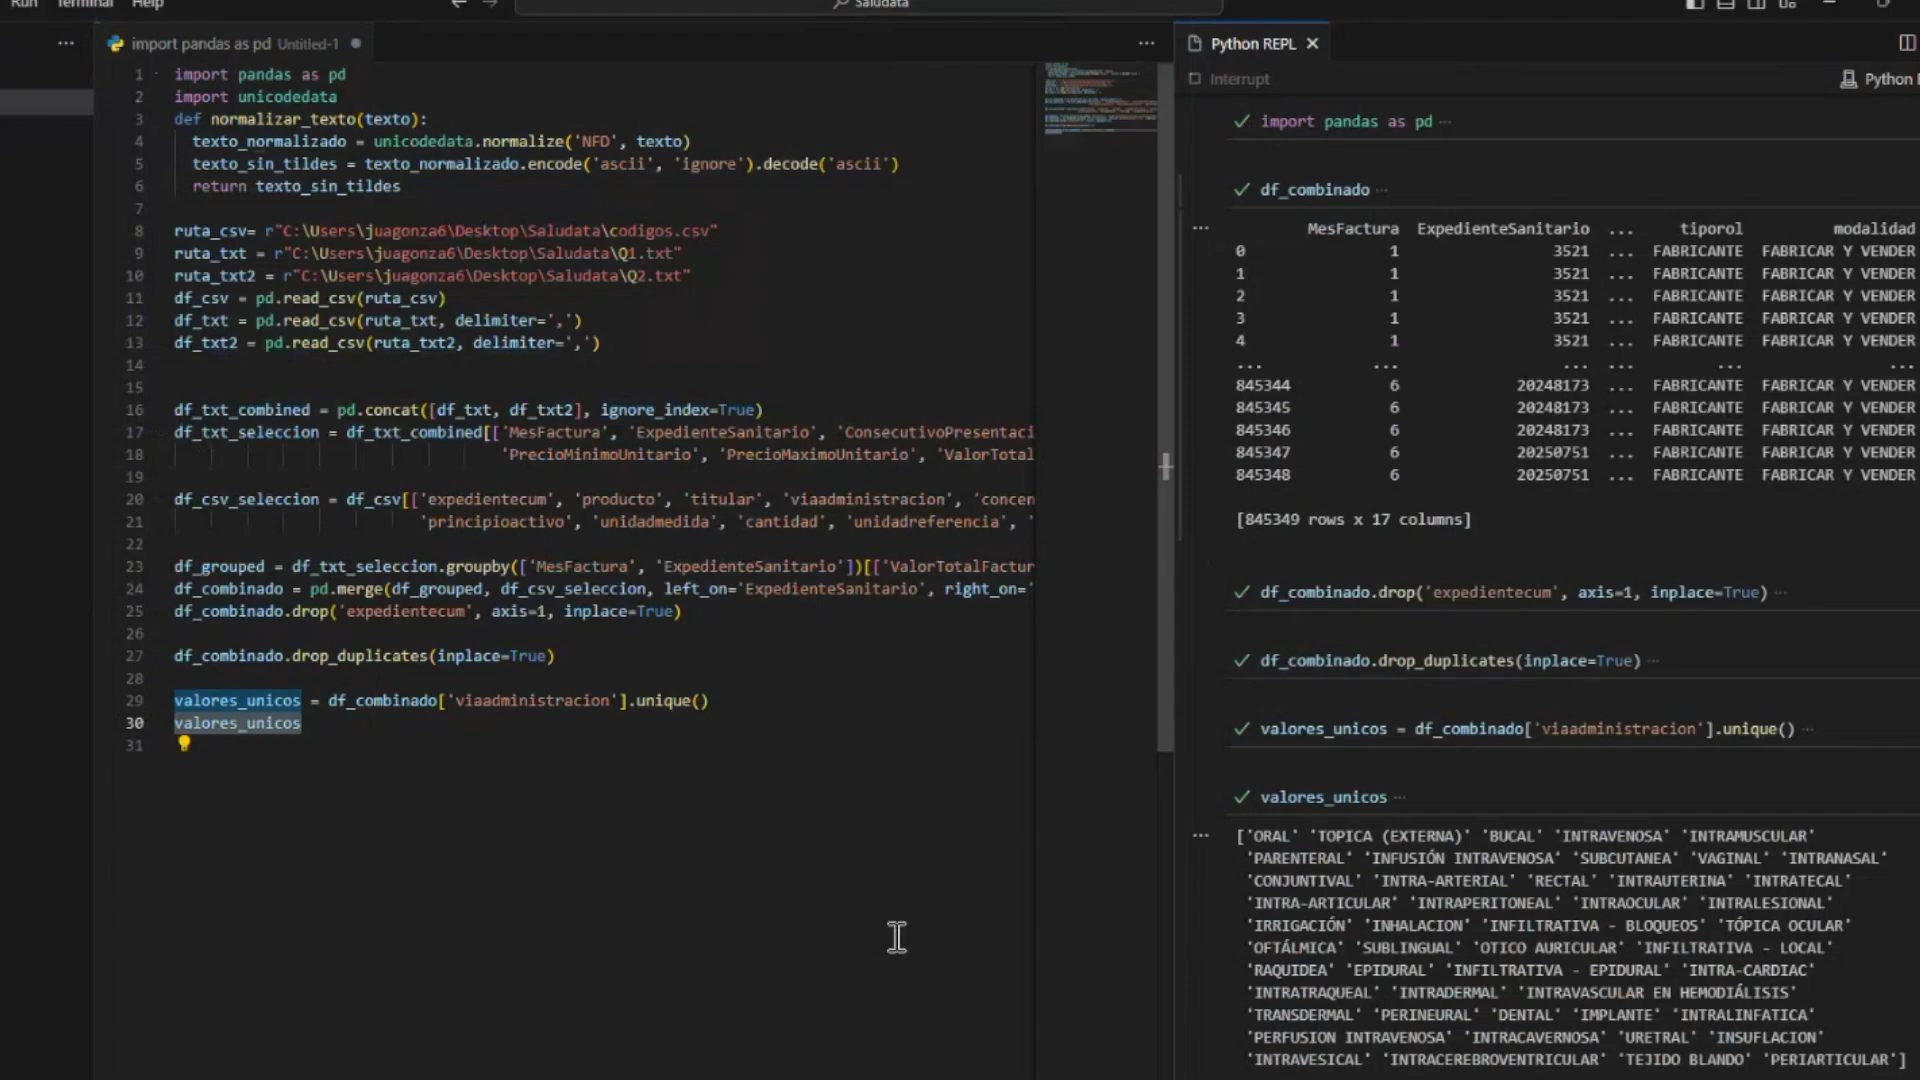 Run Terminal Help
Saludata
import pandas as pd Untitled-1
1 import pandas as pd
2 import unicodedata
3 def normalizar_texto(texto):
4 texto_normalizado = unicodedata.normalize('NFD', texto)
5 texto_sin_tildes = texto_normalizado.encode('ascii', 'ignore').decode('ascii')
6 return texto_sin_tildes
7
8 ruta_csv= r"C:\Users\juagonza6\Desktop\Saludata\codigos.csv"
9 ruta_txt = r"C:\Users\juagonza6\Desktop\Saludata\Q1.txt"
10 ruta_txt2 = r"C:\Users\juagonza6\Desktop\Saludata\Q2.txt"
11 df_csv = pd.read_csv(ruta_csv)
12 df_txt = pd.read_csv(ruta_txt, delimiter=',')
13 df_txt2 = pd.read_csv(ruta_txt2, delimiter=',')
14
15
16 df_txt_combined = pd.concat([df_txt, df_txt2], ignore_index=True)
17 df_txt_seleccion = df_txt_combined[['MesFactura', 'ExpedienteSanitario', 'ConsecutivoPresentaci
18 'PrecioMinimoUnitario', 'PrecioMaximoUnitario', 'ValorTotal
19
20 df_csv_seleccion = df_csv[['expedientecum', 'producto', 'titular', 'viaadministracion', 'concen
21 'principioactivo', 'unidadmedida', 'cantidad', 'unidadreferencia', '
22
23 df_grouped = df_txt_seleccion.groupby(['MesFactura', 'ExpedienteSanitario'])[['ValorTotalFactur
24 df_combinado = pd.merge(df_grouped, df_csv_seleccion, left_on='ExpedienteSanitario', right_on='
25 df_combinado.drop('expedientecum', axis=1, inplace=True)
26
27 df_combinado.drop_duplicates(inplace=True)
28
29 valores_unicos = df_combinado['viaadministracion'].unique()
30 valores_unicos
31
Python REPL
Interrupt
Python
import pandas as pd ...
df_combinado ...
MesFactura ExpedienteSanitario ... tiporol modalidad
0 1 3521 ... FABRICANTE FABRICAR Y VENDER
1 1 3521 ... FABRICANTE FABRICAR Y VENDER
2 1 3521 ... FABRICANTE FABRICAR Y VENDER
3 1 3521 ... FABRICANTE FABRICAR Y VENDER
4 1 3521 ... FABRICANTE FABRICAR Y VENDER
... ... ... ... ... ...
845344 6 20248173 ... FABRICANTE FABRICAR Y VENDER
845345 6 20248173 ... FABRICANTE FABRICAR Y VENDER
845346 6 20248173 ... FABRICANTE FABRICAR Y VENDER
845347 6 20250751 ... FABRICANTE FABRICAR Y VENDER
845348 6 20250751 ... FABRICANTE FABRICAR Y VENDER
[845349 rows x 17 columns]
df_combinado.drop('expedientecum', axis=1, inplace=True) ...
df_combinado.drop_duplicates(inplace=True) ...
valores_unicos = df_combinado['viaadministracion'].unique() ...
valores_unicos ...
['ORAL' 'TOPICA (EXTERNA)' 'BUCAL' 'INTRAVENOSA' 'INTRAMUSCULAR'
'PARENTERAL' 'INFUSIÓN INTRAVENOSA' 'SUBCUTANEA' 'VAGINAL' 'INTRANASAL'
'CONJUNTIVAL' 'INTRA-ARTERIAL' 'RECTAL' 'INTRAUTERINA' 'INTRATECAL'
'INTRA-ARTICULAR' 'INTRAPERITONEAL' 'INTRAOCULAR' 'INTRALESIONAL'
'IRRIGACIÓN' 'INHALACION' 'INFILTRATIVA - BLOQUEOS' 'TÓPICA OCULAR'
'OFTÁLMICA' 'SUBLINGUAL' 'OTICO AURICULAR' 'INFILTRATIVA - LOCAL'
'RAQUIDEA' 'EPIDURAL' 'INFILTRATIVA - EPIDURAL' 'INTRA-CARDIAC'
'INTRATRAQUEAL' 'INTRADERMAL' 'INTRAVASCULAR EN HEMODIÁLISIS'
'TRANSDERMAL' 'PERINEURAL' 'DENTAL' 'IMPLANTE' 'INTRALINFATICA'
'PERFUSION INTRAVENOSA' 'INTRACAVERNOSA' 'URETRAL' 'INSUFLACION'
'INTRAVESICAL' 'INTRACEREBROVENTRICULAR' 'TEJIDO BLANDO' 'PERIARTICULAR']